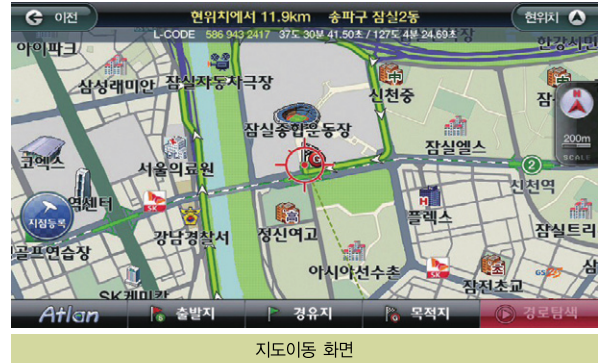 이전
현위치에서 11.9km 송파구 잠실2동
현위치
L-CODE 586 943 2417 37도 30분 41.50초 / 127도 4분 24.69초
아이파크
한강시민
삼성래미안
잠실자동차극장
신천중
잠실종합운동장
잠실엘스
200m
SCALE
코엑스
서울의료원
2
신천역
지점등록
SK
강남경찰서
정신여고
플렉스
잠실트리
골프연습장
아시아선수촌
SK
잠전초교
GS
SK케미칼
Atlan
출발지
경유지
목적지
경로탐색
지도이동 화면